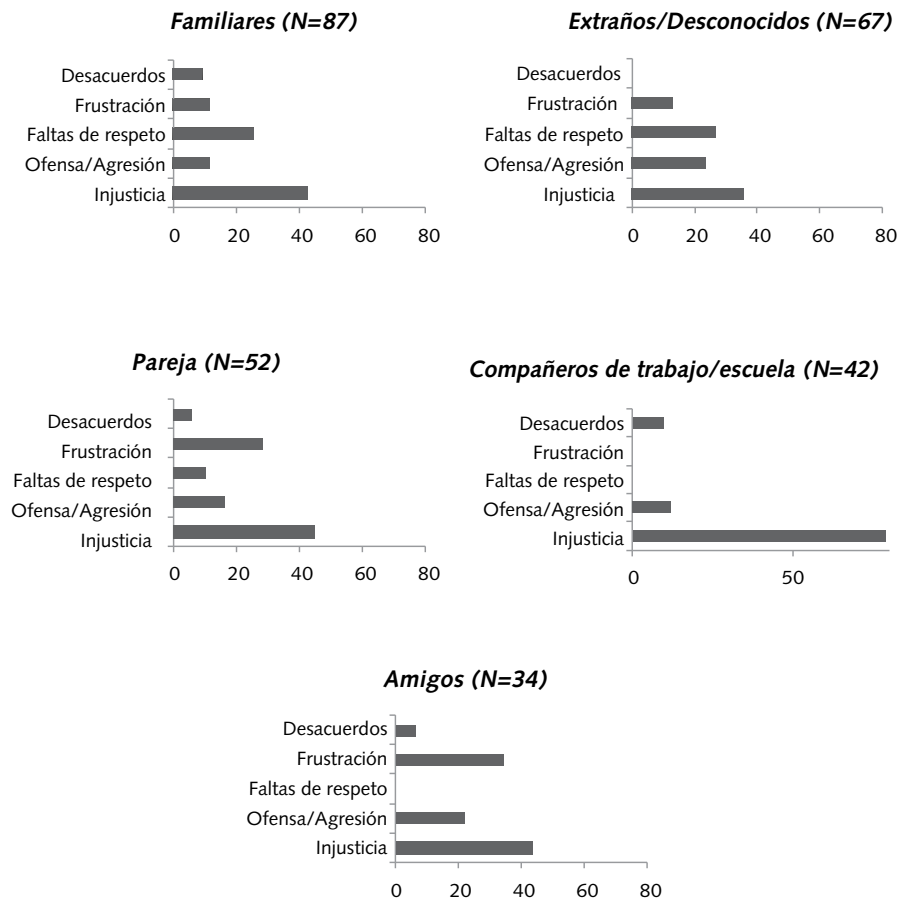 Familiares (N=87)
Desacuerdos
Frustración
Faltas de respeto
Ofensa/Agresión
Injusticia
0 20 40 60 80
Extraños/Desconocidos (N=67)
Desacuerdos
Frustración
Faltas de respeto
Ofensa/Agresión
Injusticia
0 20 40 60 80
Pareja (N=52)
Desacuerdos
Frustración
Faltas de respeto
Ofensa/Agresión
Injusticia
0 20 40 60 80
Compañeros de trabajo/escuela (N=42)
Desacuerdos
Frustración
Faltas de respeto
Ofensa/Agresión
Injusticia
0 50
Amigos (N=34)
Desacuerdos
Frustración
Faltas de respeto
Ofensa/Agresión
Injusticia
0 20 40 60 80